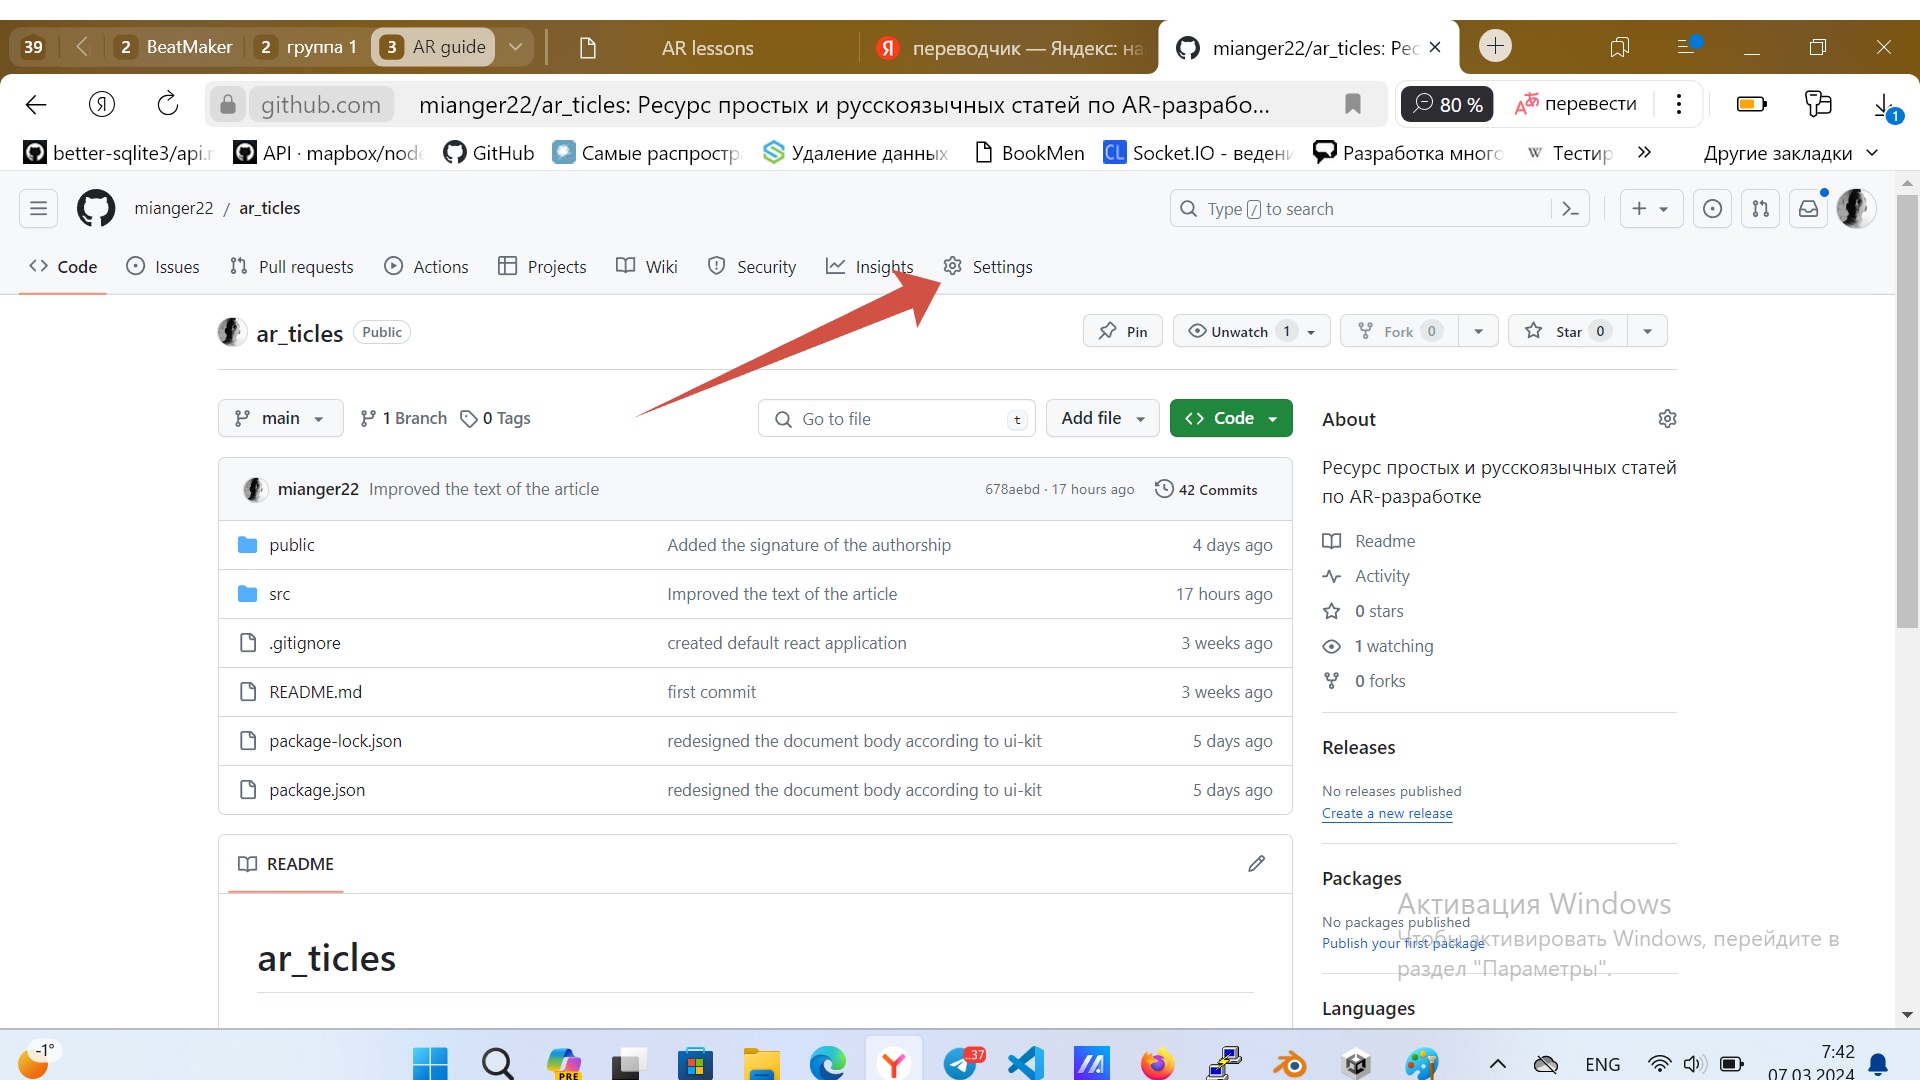 39 2 BeatMaker 2 группа 1 3 AR guide AR lessons Я переводчик — Яндекс: на mianger22/ar_ticles: Рес
Я github.com mianger22/ar_ticles: Ресурс простых и русскоязычных статей по AR-разрабо... 80 % перевести 1
better-sqlite3/api.r API · mapbox/node GitHub Самые распростр Удаление данных BookMen CL Socket.IO - ведени Разработка много W Тестир » Другие закладки
mianger22 / ar_ticles Type / to search
Code Issues Pull requests Actions Projects Wiki Security Insights Settings
ar_ticles Public Pin Unwatch 1 Fork 0 Star 0
main 1 Branch 0 Tags Go to file t Add file Code
mianger22 Improved the text of the article 678aebd · 17 hours ago 42 Commits
public Added the signature of the authorship 4 days ago
src Improved the text of the article 17 hours ago
.gitignore created default react application 3 weeks ago
README.md first commit 3 weeks ago
package-lock.json redesigned the document body according to ui-kit 5 days ago
package.json redesigned the document body according to ui-kit 5 days ago
README
ar_ticles
About
Ресурс простых и русскоязычных статей
по AR-разработке
Readme
Activity
0 stars
1 watching
0 forks
Releases
No releases published
Create a new release
Packages
No packages published
Publish your first package
Languages
Активация Windows
Чтобы активировать Windows, перейдите в
раздел "Параметры".
-1° PRE ..37 ENG 7:42
07.03.2024